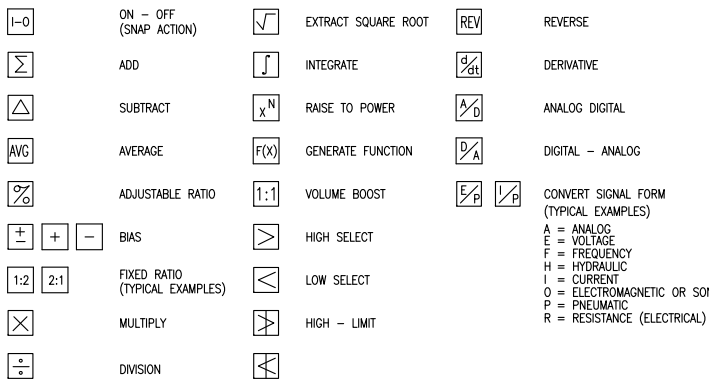 I-O ON - OFF
(SNAP ACTION)
Σ ADD
△ SUBTRACT
AVG AVERAGE
% ADJUSTABLE RATIO
± + - BIAS
1:2 2:1 FIXED RATIO
(TYPICAL EXAMPLES)
× MULTIPLY
÷ DIVISION
√ EXTRACT SQUARE ROOT
∫ INTEGRATE
X^N RAISE TO POWER
F(X) GENERATE FUNCTION
1:1 VOLUME BOOST
> HIGH SELECT
< LOW SELECT
HIGH - LIMIT
REV REVERSE
d/dt DERIVATIVE
A/D ANALOG DIGITAL
D/A DIGITAL - ANALOG
E/P I/P CONVERT SIGNAL FORM
(TYPICAL EXAMPLES)
A = ANALOG
E = VOLTAGE
F = FREQUENCY
H = HYDRAULIC
I = CURRENT
O = ELECTROMAGNETIC OR
P = PNEUMATIC
R = RESISTANCE (ELECTRICAL)